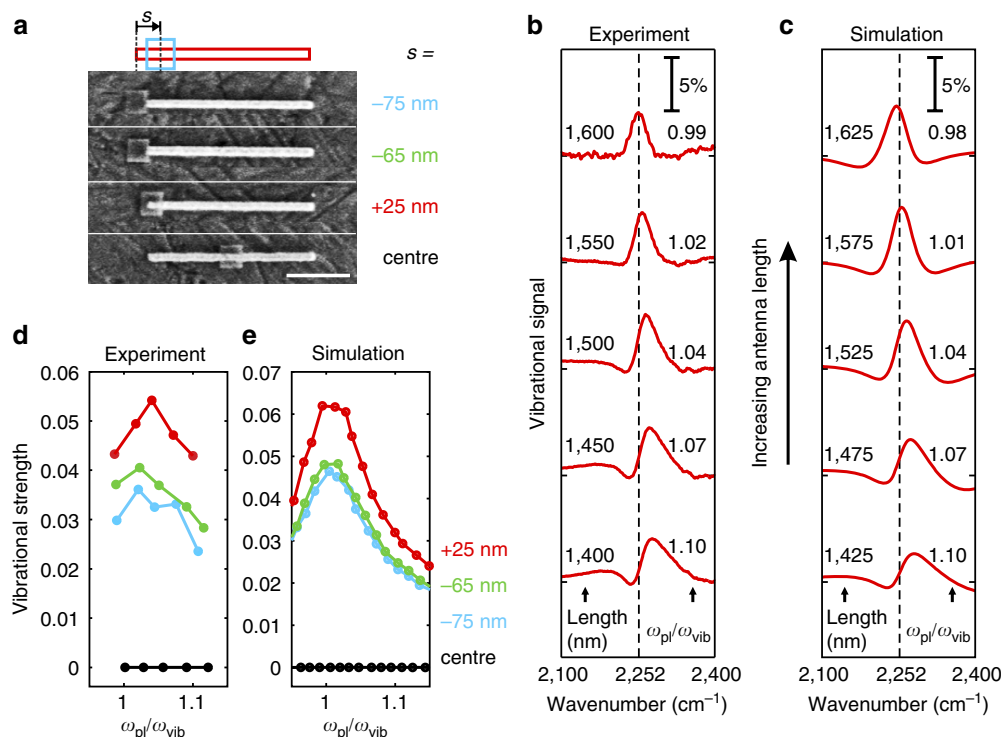 a
s
s =
−75 nm
−65 nm
+25 nm
centre
b
Experiment
5%
1,600 0.99
1,550 1.02
1,500 1.04
1,450 1.07
1,400 1.10
Length (nm)
ωpl/ωvib
Vibrational signal
2,100 2,252 2,400
Wavenumber (cm−1)
c
Simulation
5%
1,625 0.98
1,575 1.01
1,525 1.04
1,475 1.07
1,425 1.10
Length (nm)
ωpl/ωvib
Increasing antenna length
2,100 2,252 2,400
Wavenumber (cm−1)
d
Experiment
Vibrational strength
0.06
0.05
0.04
0.03
0.02
0.01
0
1 1.1
ωpl/ωvib
e
Simulation
0.07
0.06
0.05
0.04
0.03
0.02
0.01
0
1 1.1
ωpl/ωvib
+25 nm
−65 nm
−75 nm
centre